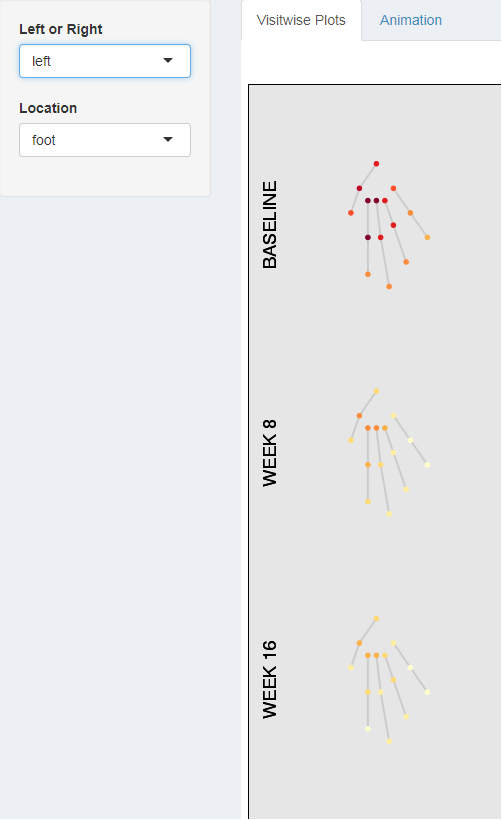 Left or Right
left
Location
foot
Visitwise Plots
Animation
BASELINE
WEEK 8
WEEK 16